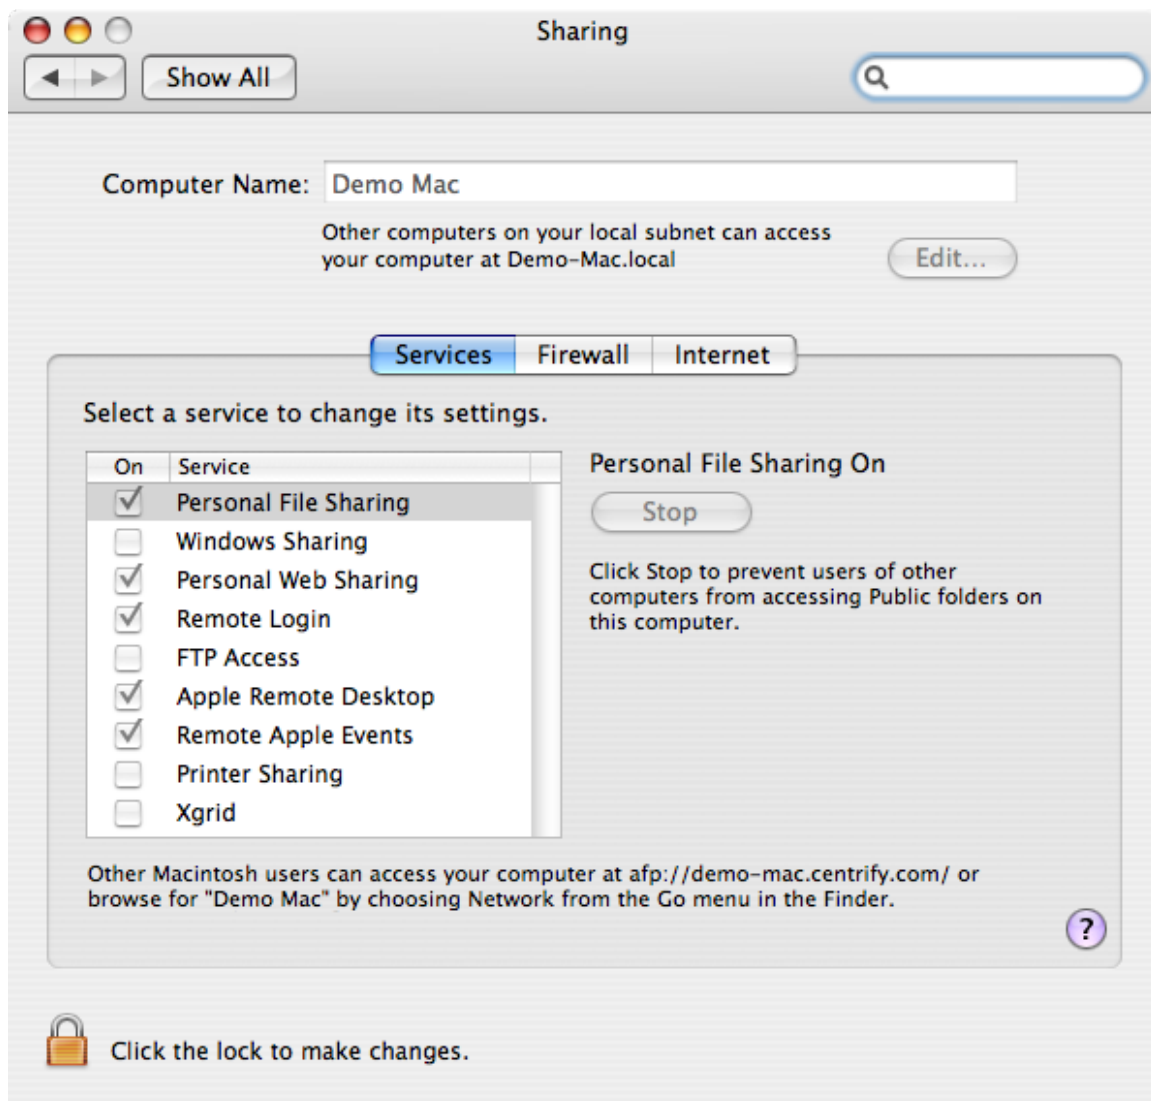 Sharing
Show All
Computer Name: Demo Mac
Other computers on your local subnet can access
your computer at Demo-Mac.local
Edit...
Services Firewall Internet
Select a service to change its settings.
On Service
Personal File Sharing
Windows Sharing
Personal Web Sharing
Remote Login
FTP Access
Apple Remote Desktop
Remote Apple Events
Printer Sharing
Xgrid
Personal File Sharing On
Stop
Click Stop to prevent users of other
computers from accessing Public folders on
this computer.
Other Macintosh users can access your computer at afp://demo-mac.centrify.com/ or
browse for "Demo Mac" by choosing Network from the Go menu in the Finder.
?
Click the lock to make changes.